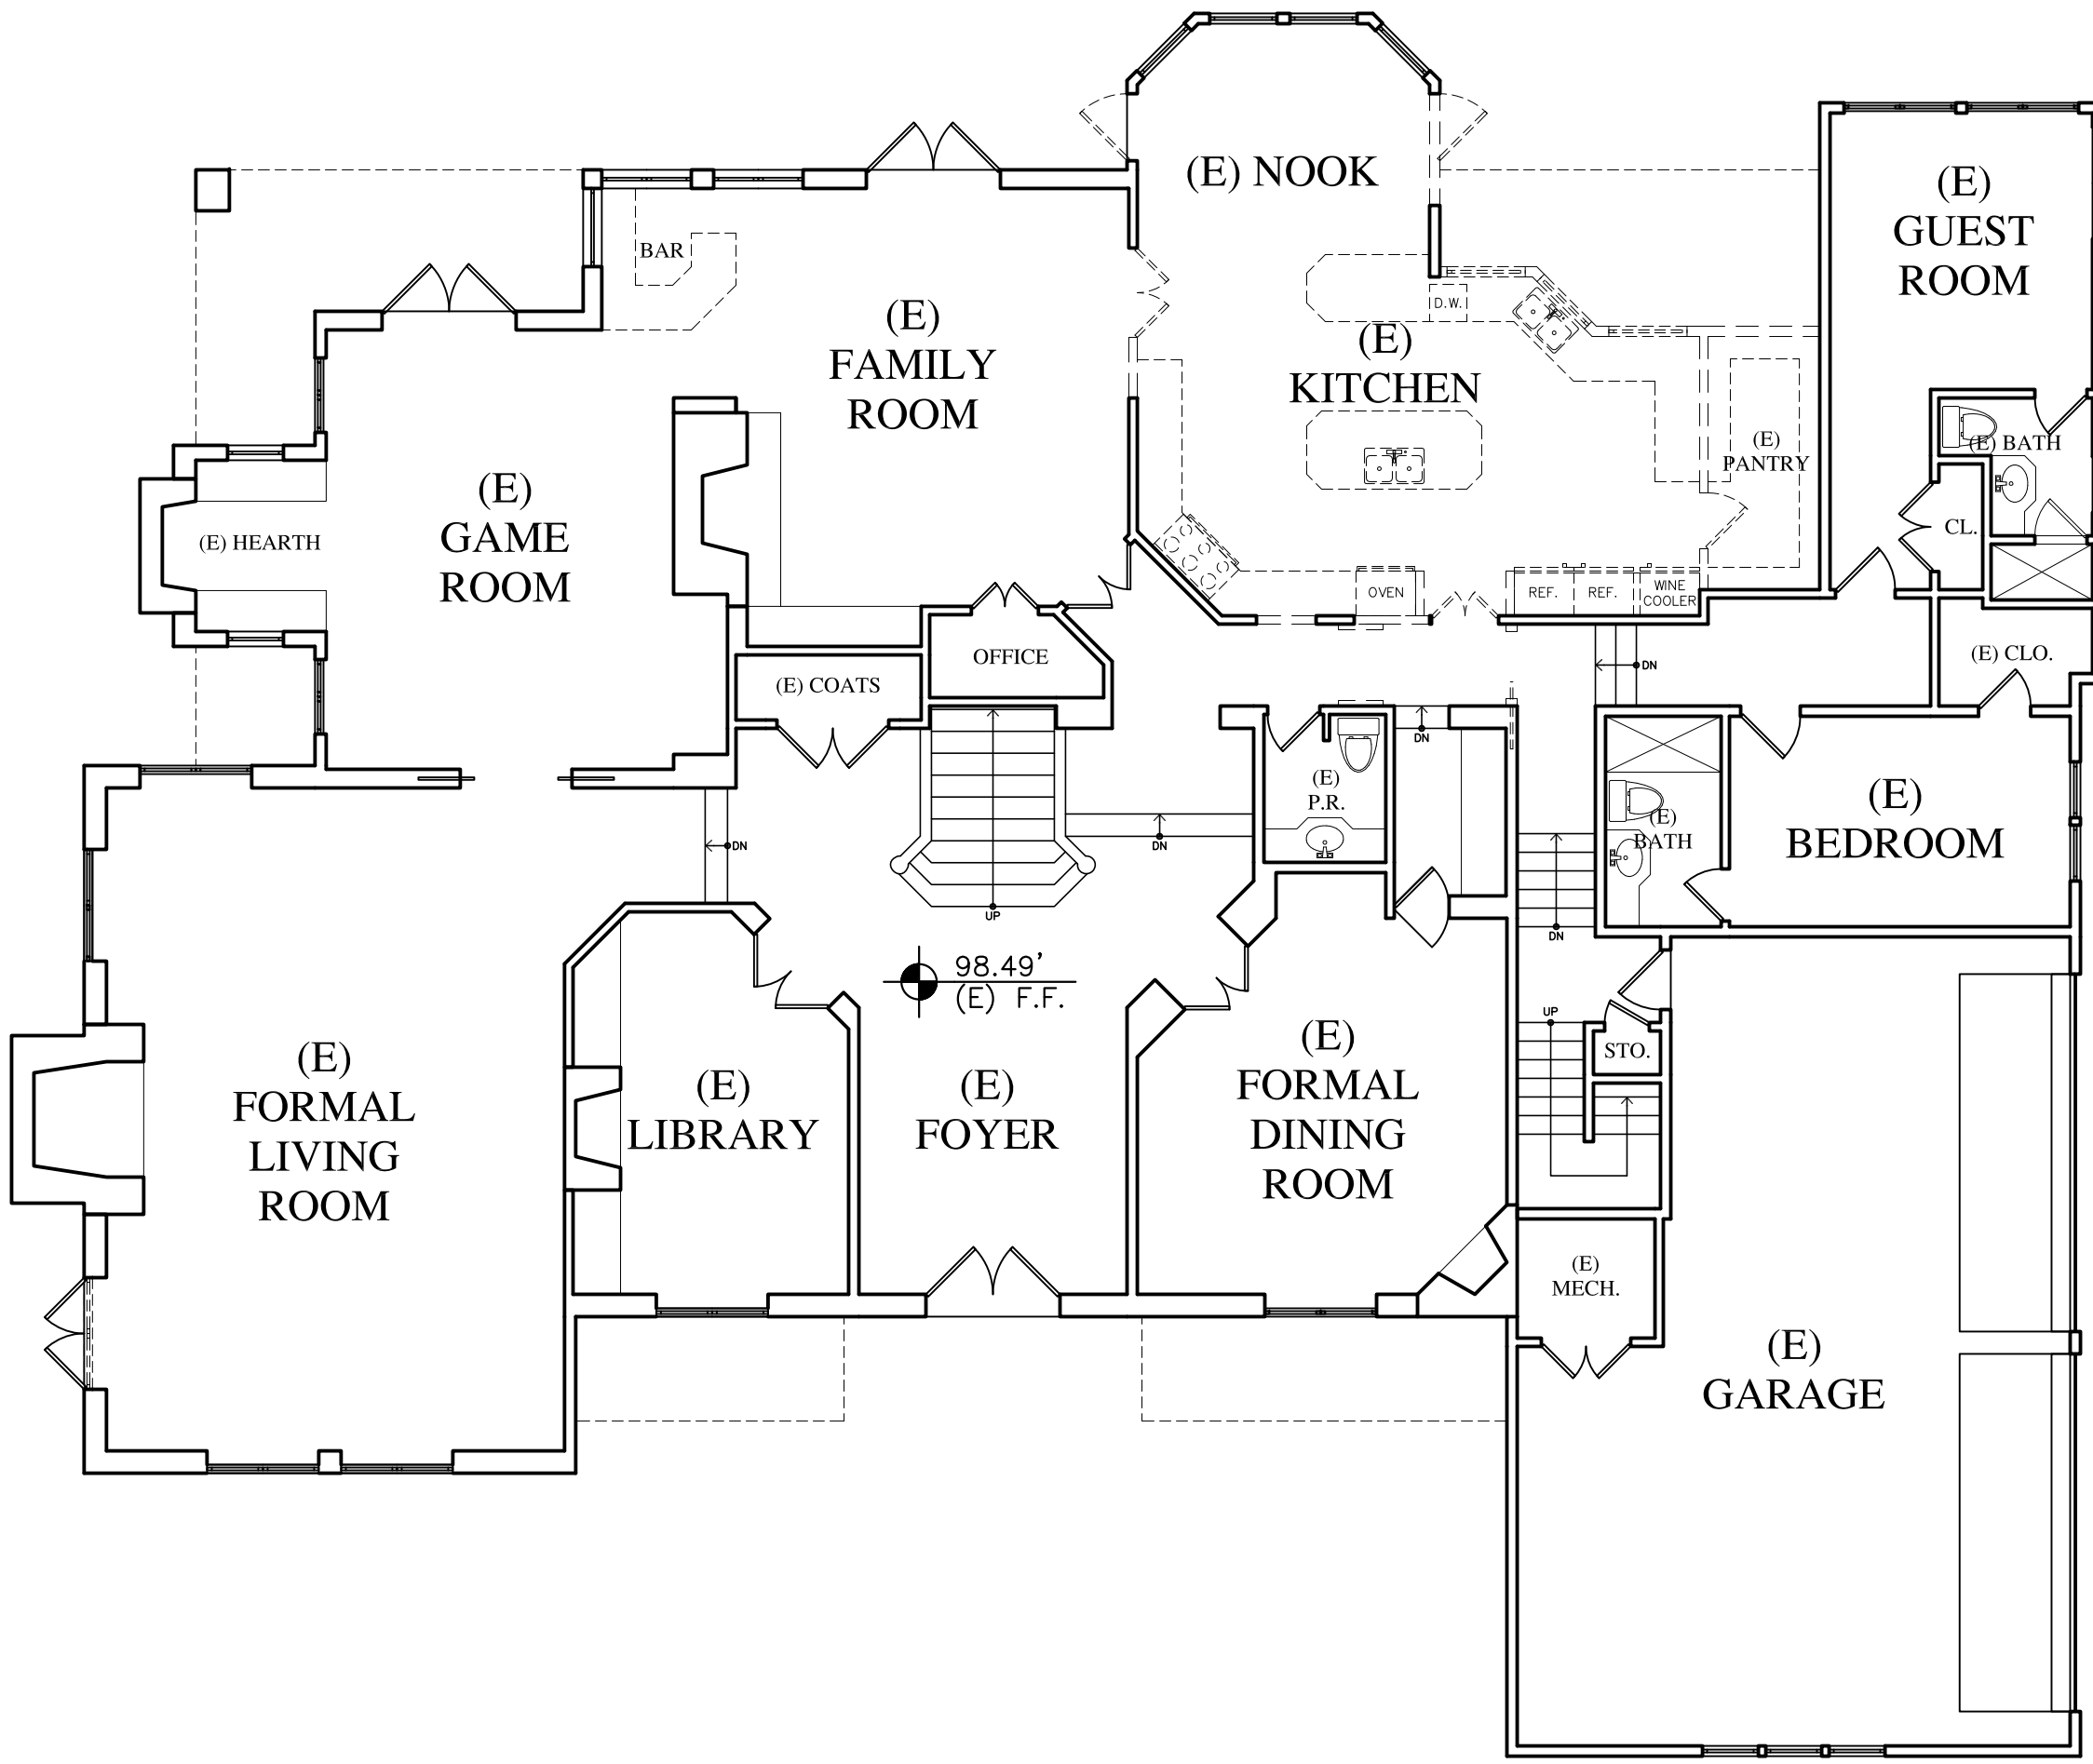 (E) NOOK
(E)
GUEST
ROOM
BAR
(E)
FAMILY
ROOM
D.W.
(E)
KITCHEN
(E)
PANTRY
(E) BATH
(E)
GAME
ROOM
(E) HEARTH
CL.
OVEN
REF.
REF.
WINE
COOLER
OFFICE
(E) COATS
DN
(E) CLO.
DN
(E)
P.R.
(E)
BATH
(E)
BEDROOM
DN
DN
UP
DN
98.49'
(E) F.F.
UP
STO.
(E)
FORMAL
LIVING
ROOM
(E)
LIBRARY
(E)
FOYER
(E)
FORMAL
DINING
ROOM
(E)
MECH.
(E)
GARAGE